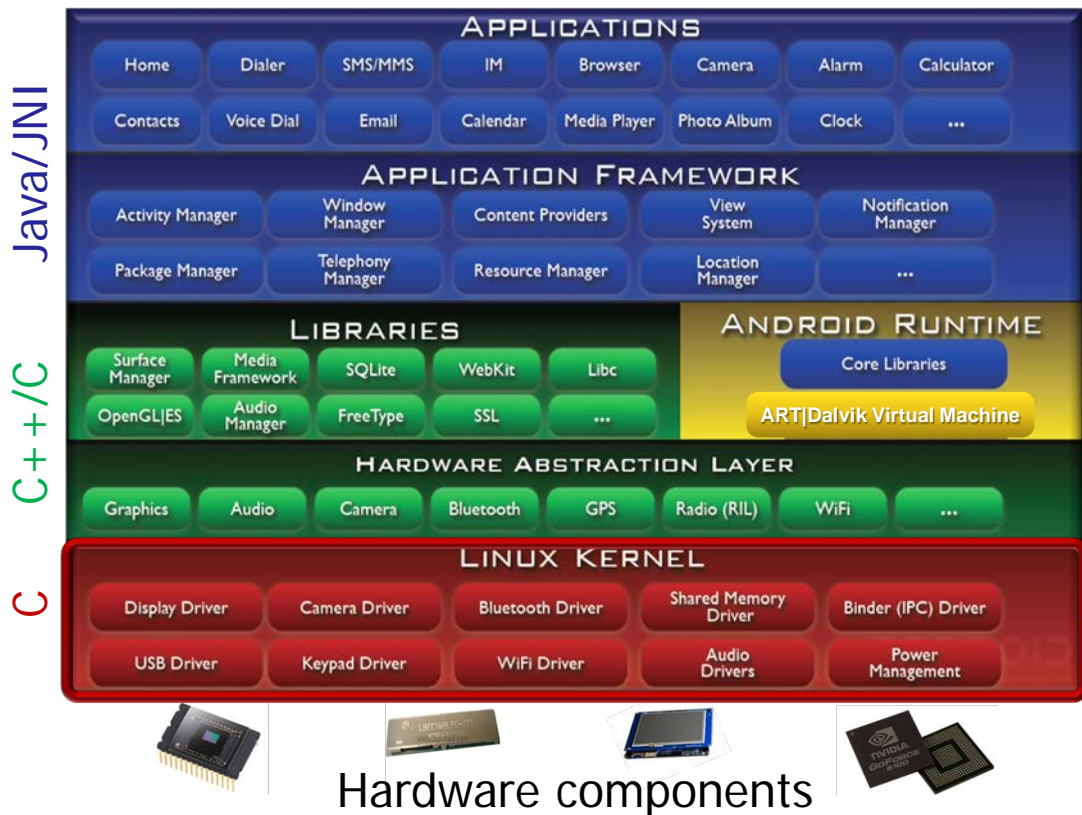 APPLICATIONS
Home Dialer SMS/MMS IM Browser Camera Alarm Calculator
Contacts Voice Dial Email Calendar Media Player Photo Album Clock ...
Java/JNI
APPLICATION FRAMEWORK
Activity Manager Window Manager Content Providers View System Notification Manager
Package Manager Telephony Manager Resource Manager Location Manager ...
LIBRARIES
Surface Manager Media Framework SQLite WebKit Libc
OpenGL|ES Audio Manager FreeType SSL ...
ANDROID RUNTIME
Core Libraries
ART|Dalvik Virtual Machine
C++/C
HARDWARE ABSTRACTION LAYER
Graphics Audio Camera Bluetooth GPS Radio (RIL) WiFi ...
C
LINUX KERNEL
Display Driver Camera Driver Bluetooth Driver Shared Memory Driver Binder (IPC) Driver
USB Driver Keypad Driver WiFi Driver Audio Drivers Power Management
NVIDIA
GOFORCE
Hardware components